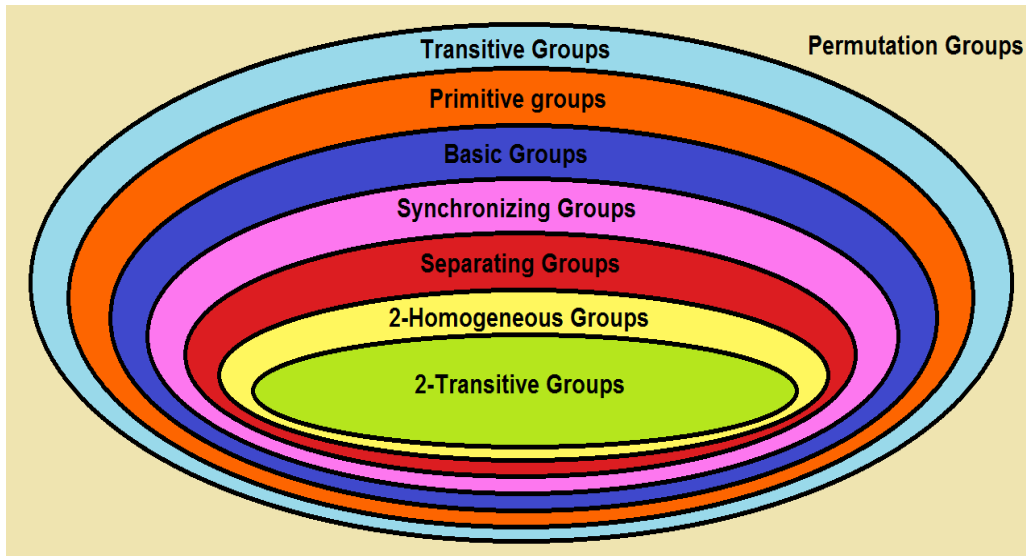 Transitive Groups
Permutation Groups
Primitive groups
Basic Groups
Synchronizing Groups
Separating Groups
2-Homogeneous Groups
2-Transitive Groups